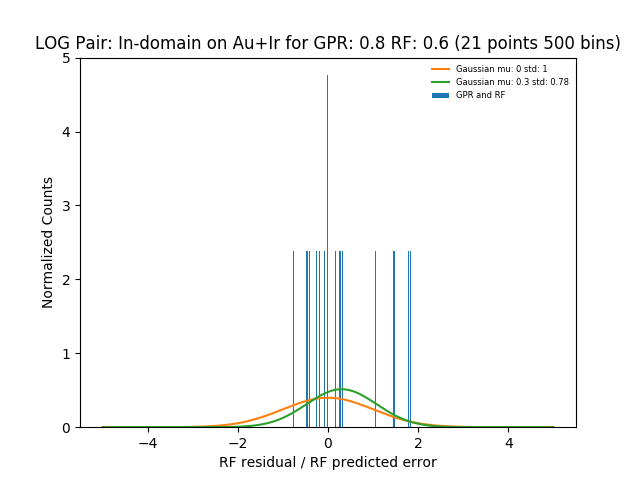 LOG Pair: In-domain on Au+Ir for GPR: 0.8 RF: 0.6 (21 points 500 bins)
Gaussian mu: 0 std: 1
Gaussian mu: 0.3 std: 0.78
GPR and RF
Normalized Counts
5
4
3
2
1
0
−4 −2 0 2 4
RF residual / RF predicted error